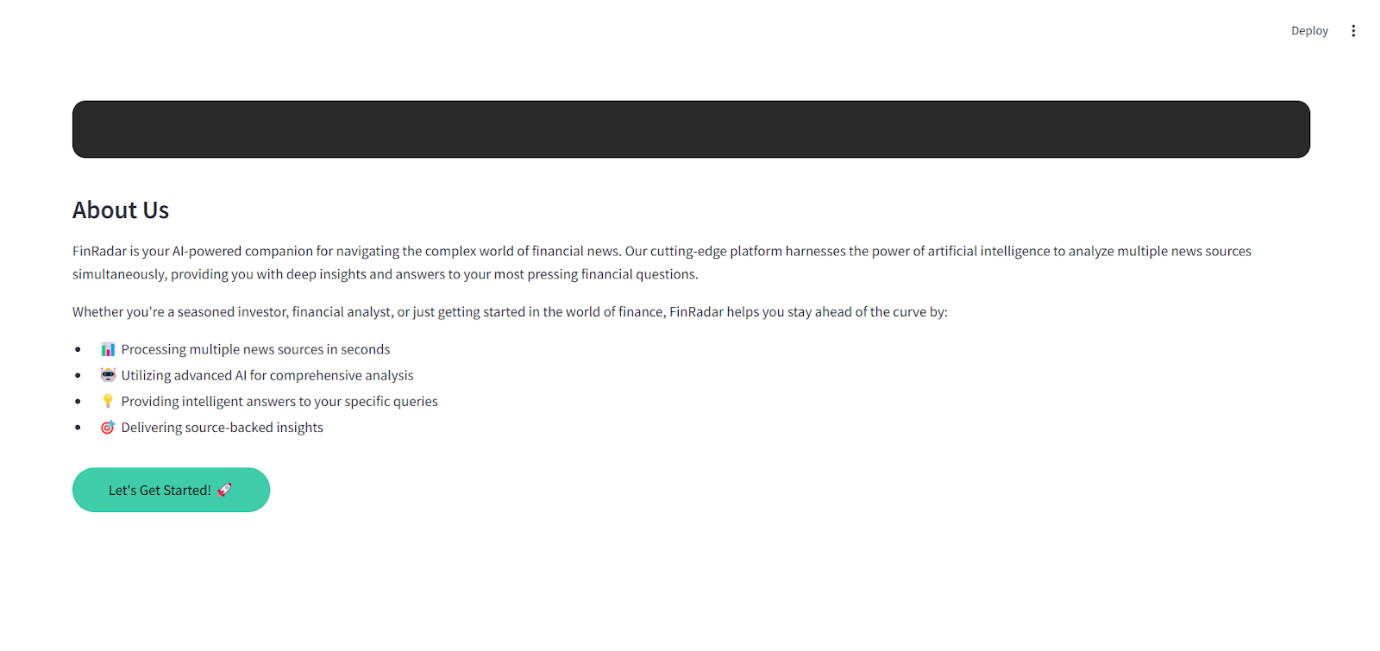 Deploy
About Us
FinRadar is your AI-powered companion for navigating the complex world of financial news. Our cutting-edge platform harnesses the power of artificial intelligence to analyze multiple news sources
simultaneously, providing you with deep insights and answers to your most pressing financial questions.
Whether you're a seasoned investor, financial analyst, or just getting started in the world of finance, FinRadar helps you stay ahead of the curve by:
• 📊 Processing multiple news sources in seconds
• 🤖 Utilizing advanced AI for comprehensive analysis
• 💡 Providing intelligent answers to your specific queries
• 🎯 Delivering source-backed insights
Let's Get Started! 🚀